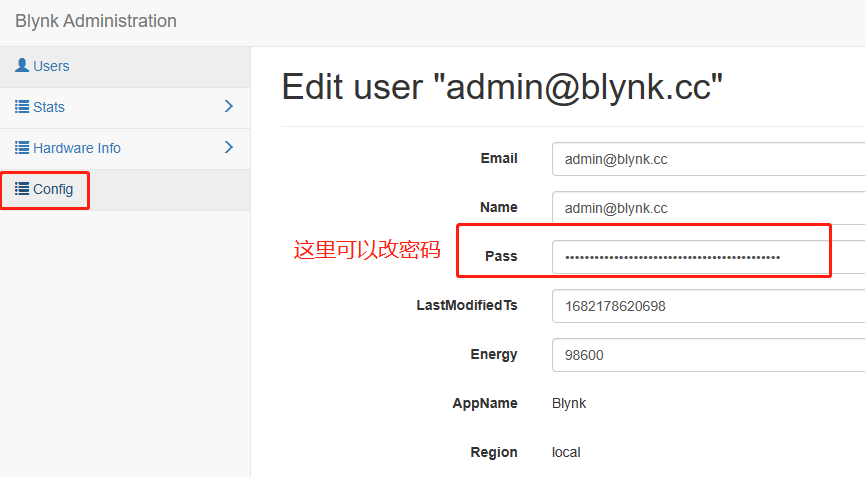 Blynk Administration
Users
Stats
Hardware Info
Config
Edit user "admin@blynk.cc"
Email admin@blynk.cc
Name admin@blynk.cc
这里可以改密码
Pass ••••••••••••••••••••••••••••••••••••••••••••
LastModifiedTs 1682178620698
Energy 98600
AppName Blynk
Region local